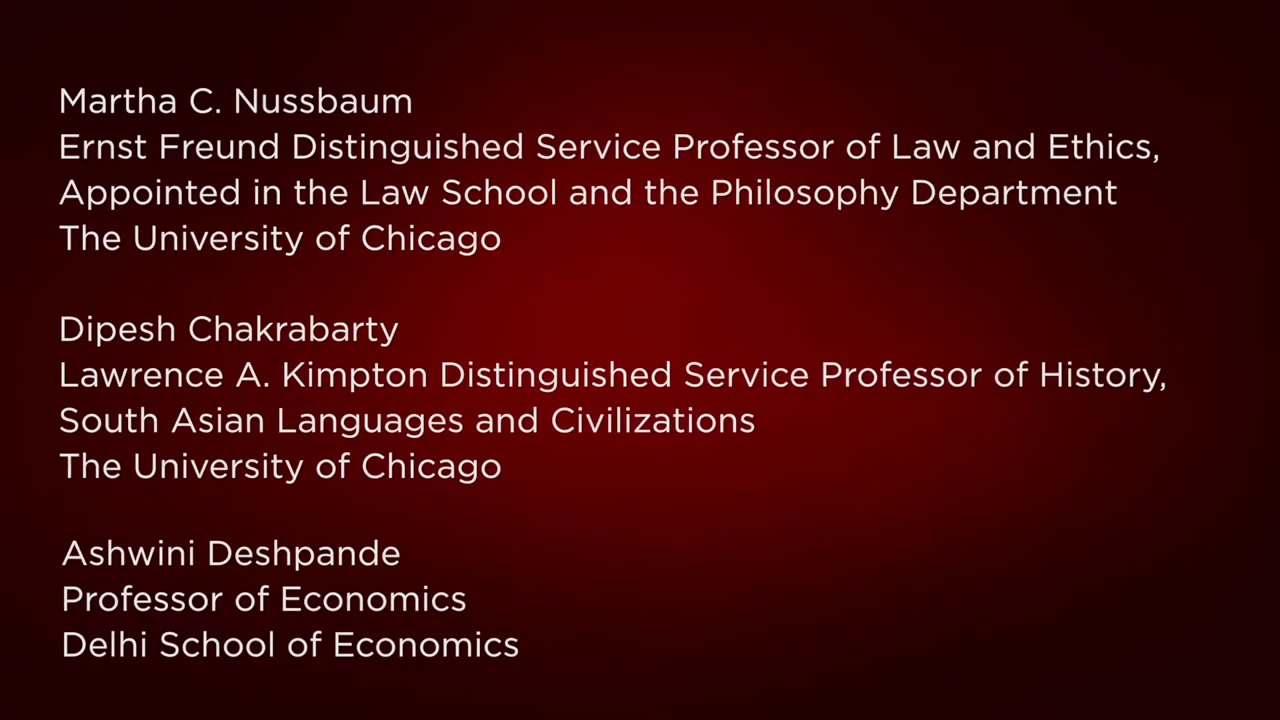 Martha C. Nussbaum
Ernst Freund Distinguished Service Professor of Law and Ethics,
Appointed in the Law School and the Philosophy Department
The University of Chicago
Dipesh Chakrabarty
Lawrence A. Kimpton Distinguished Service Professor of History,
South Asian Languages and Civilizations
The University of Chicago
Ashwini Deshpande
Professor of Economics
Delhi School of Economics